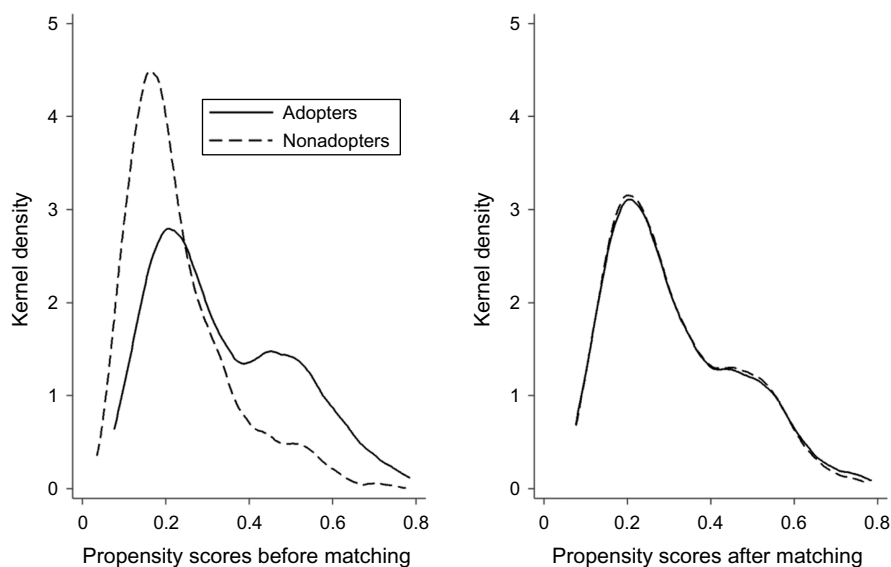 5
4
3
2
1
0
Kernel density
Adopters
Nonadopters
0 0.2 0.4 0.6 0.8
Propensity scores before matching
5
4
3
2
1
0
Kernel density
0 0.2 0.4 0.6 0.8
Propensity scores after matching